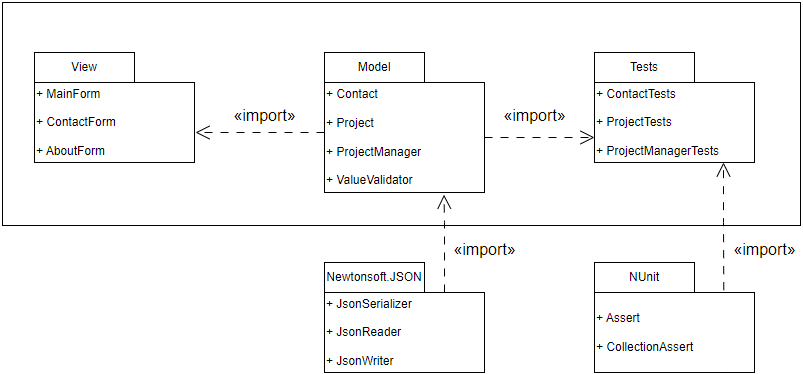 View
+ MainForm
+ ContactForm
+ AboutForm
«import»
Model
+ Contact
+ Project
+ ProjectManager
+ ValueValidator
«import»
Tests
+ ContactTests
+ ProjectTests
+ ProjectManagerTests
«import»
«import»
Newtonsoft.JSON
+ JsonSerializer
+ JsonReader
+ JsonWriter
NUnit
+ Assert
+ CollectionAssert